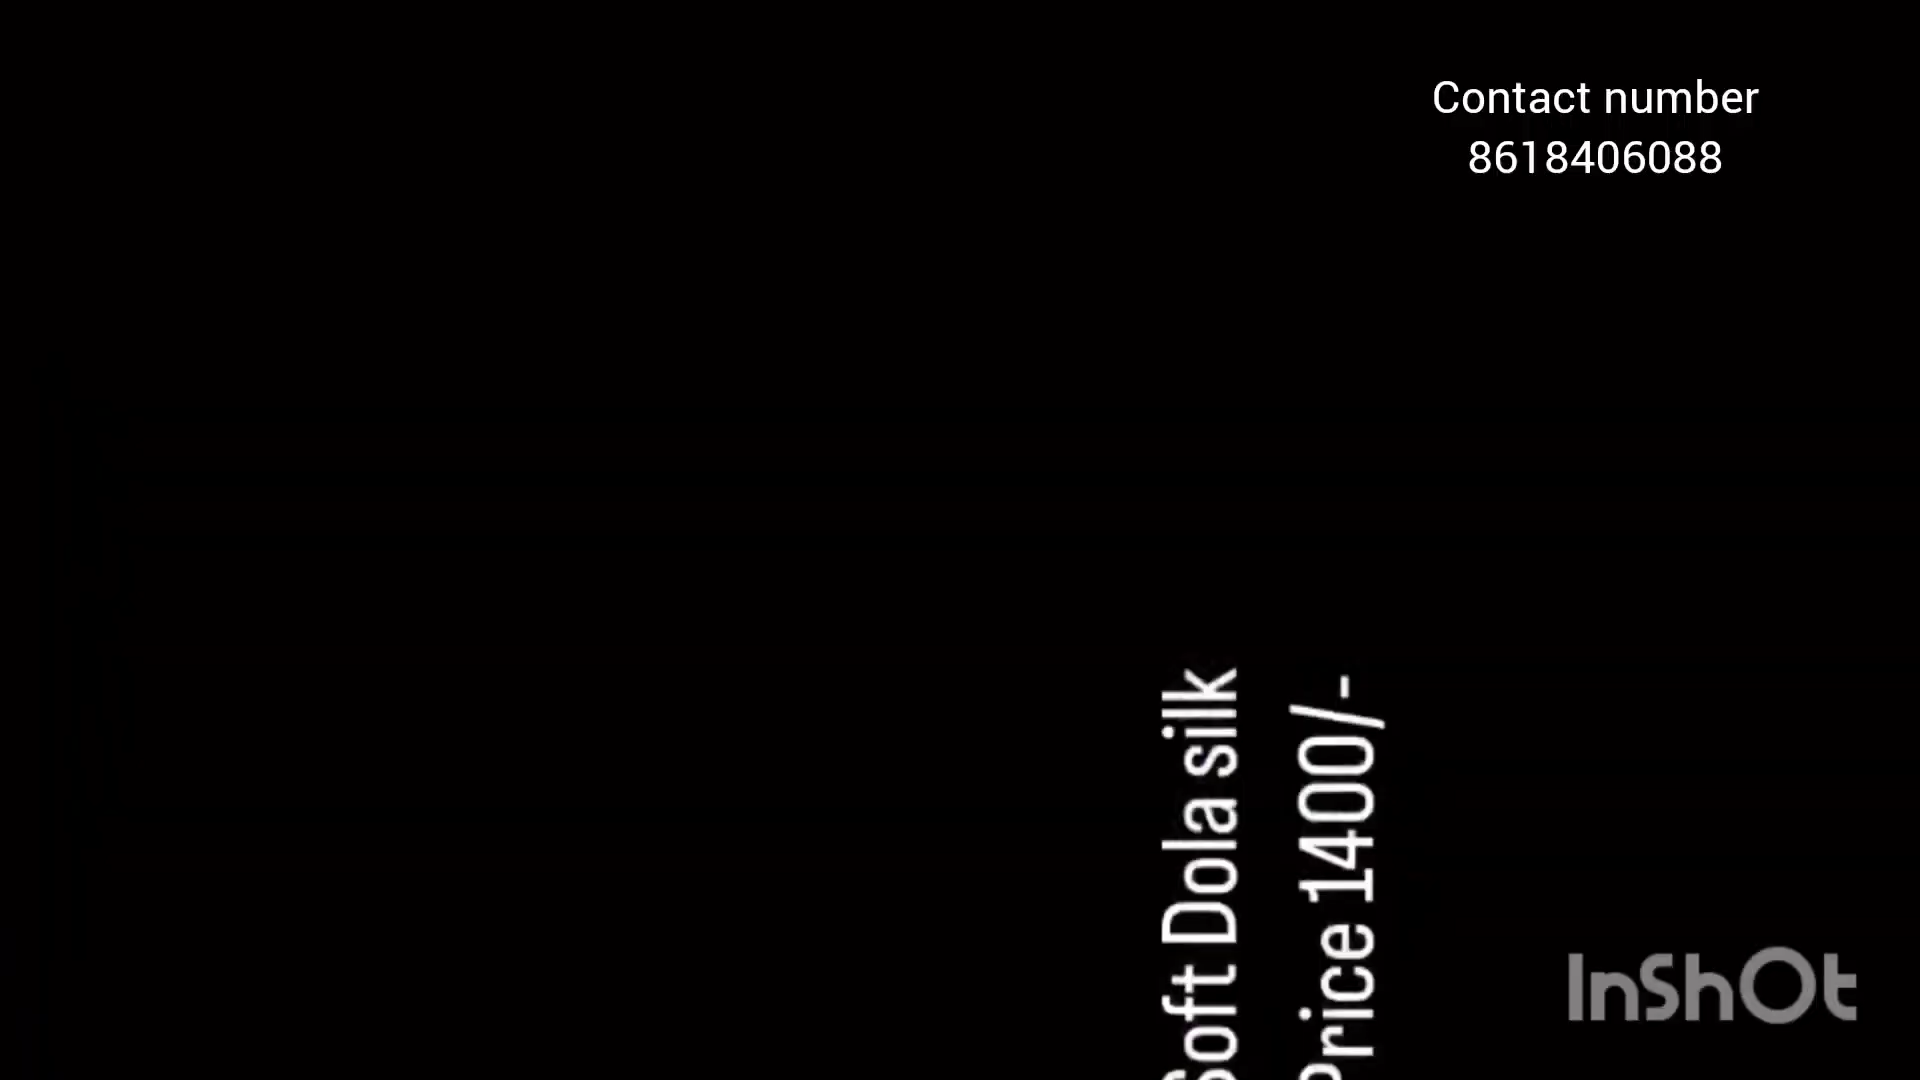 Contact number
8618406088
Soft Dola silk
Price 1400/-
InShOt